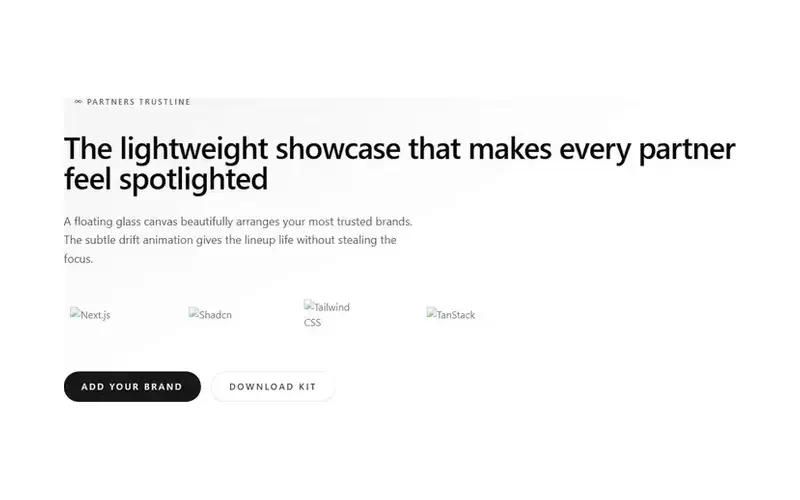 ∞ PARTNERS TRUSTLINE
The lightweight showcase that makes every partner
feel spotlighted
A floating glass canvas beautifully arranges your most trusted brands.
The subtle drift animation gives the lineup life without stealing the
focus.
Next.js
Shadcn
Tailwind
CSS
TanStack
ADD YOUR BRAND
DOWNLOAD KIT